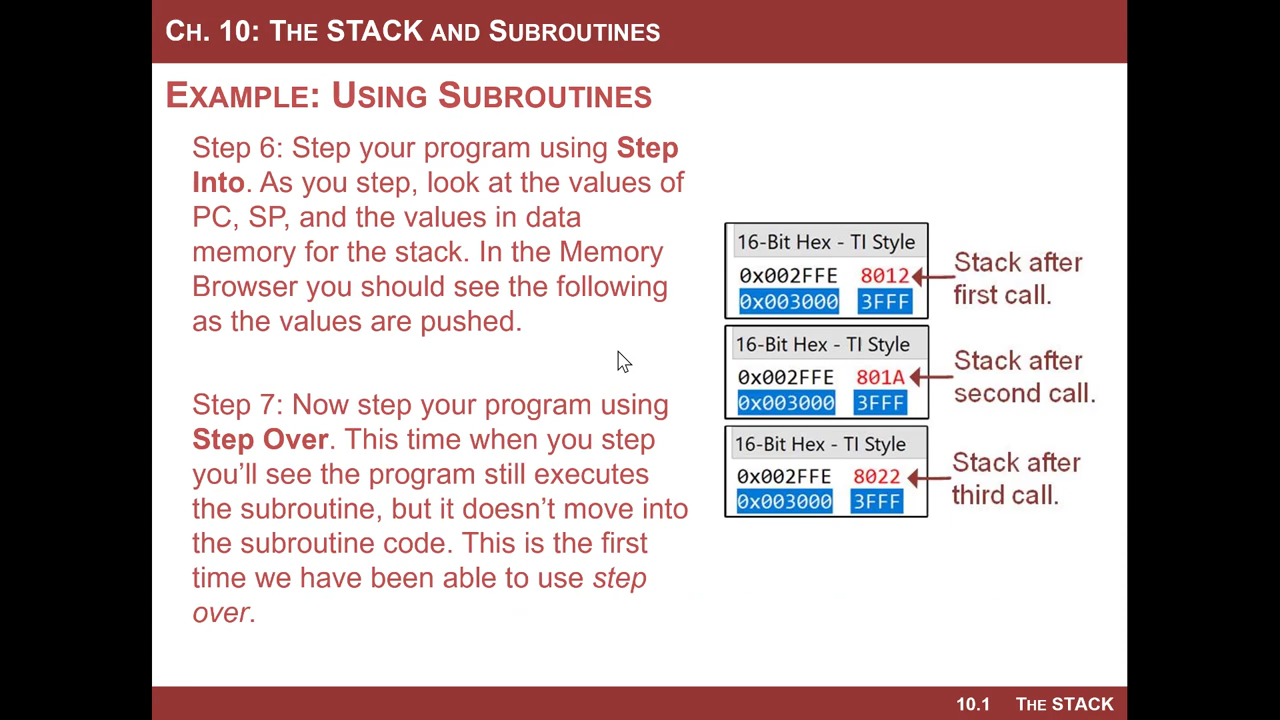 CH. 10: THE STACK AND SUBROUTINES
EXAMPLE: USING SUBROUTINES
Step 6: Step your program using Step
Into. As you step, look at the values of
PC, SP, and the values in data
memory for the stack. In the Memory
Browser you should see the following
as the values are pushed.
Step 7: Now step your program using
Step Over. This time when you step
you’ll see the program still executes
the subroutine, but it doesn’t move into
the subroutine code. This is the first
time we have been able to use step
over.
16-Bit Hex - TI Style
0x002FFE 8012
0x003000 3FFF
Stack after
first call.
16-Bit Hex - TI Style
0x002FFE 801A
0x003000 3FFF
Stack after
second call.
16-Bit Hex - TI Style
0x002FFE 8022
0x003000 3FFF
Stack after
third call.
10.1 THE STACK